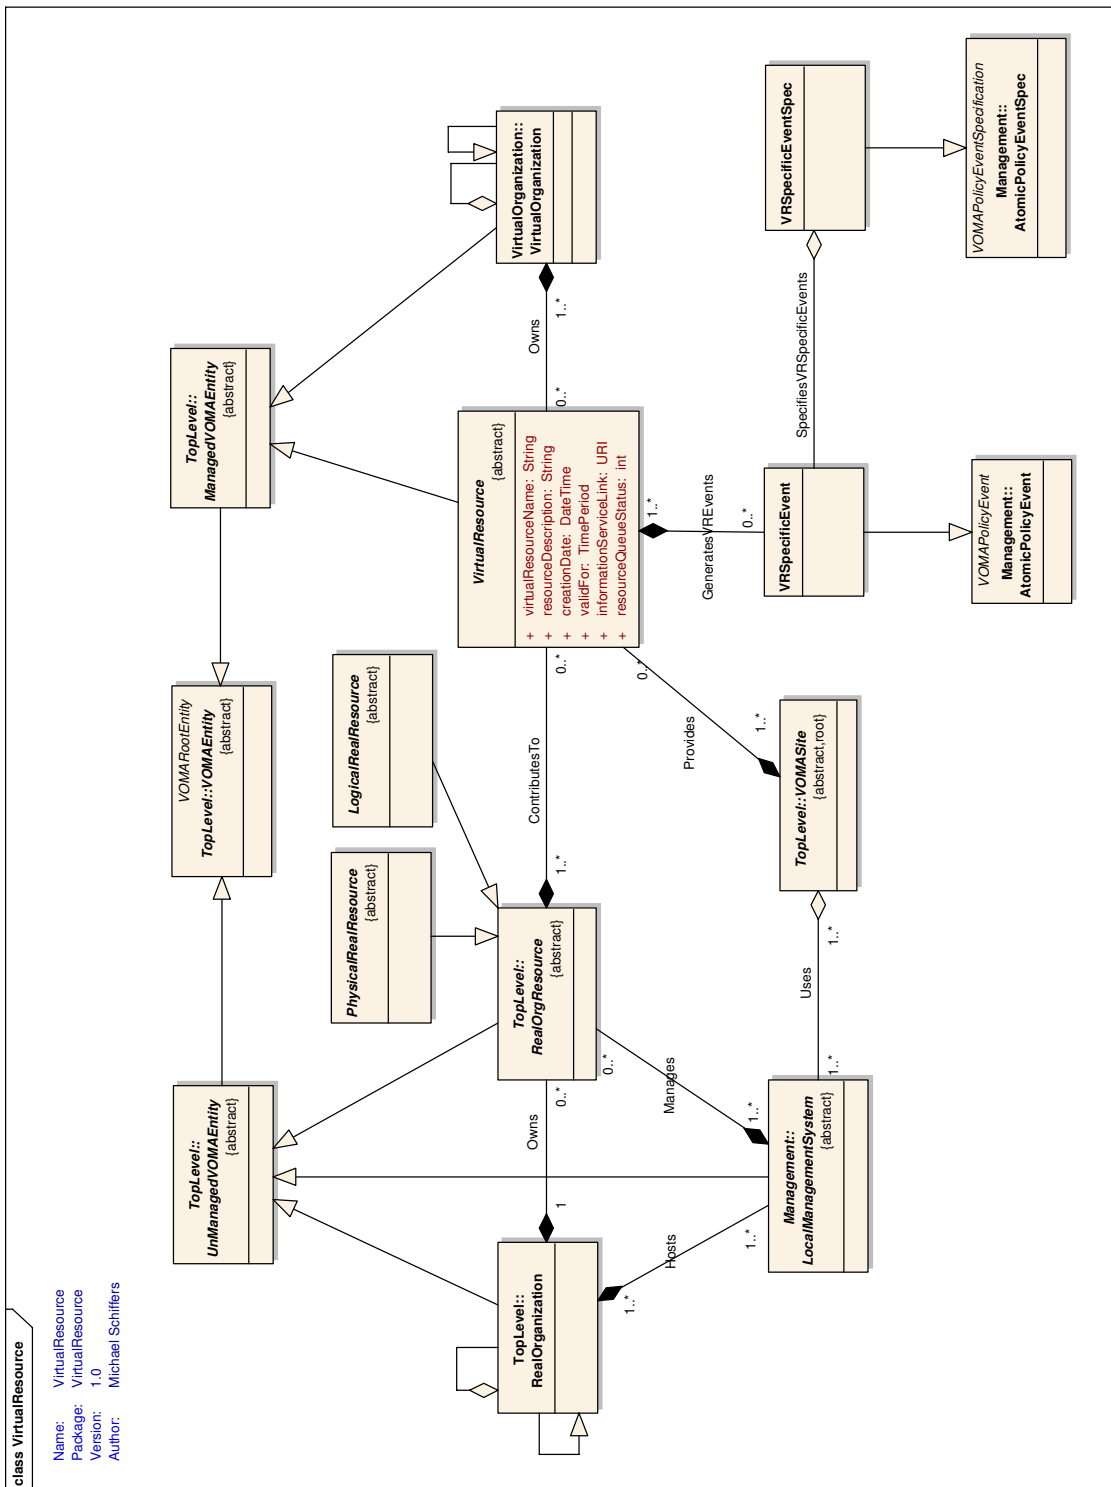 class VirtualResource
Name: VirtualResource
Package: VirtualResource
Version: 1.0
Author: Michael Schiffers
TopLevel::
UnManagedVOMAEntity
{abstract}
VOMARootEntity
TopLevel::VOMAEntity
{abstract}
TopLevel::
ManagedVOMAEntity
{abstract}
PhysicalRealResource
{abstract}
LogicalRealResource
{abstract}
TopLevel::
RealOrganization
1
Owns
0..*
TopLevel::
RealOrgResource
{abstract}
1..*
ContributesTo
0..*
VirtualResource
{abstract}
+ virtualResourceName: String
+ resourceDescription: String
+ creationDate: DateTime
+ validFor: TimePeriod
+ informationServiceLink: URI
+ resourceQueueStatus: int
0..*
Owns
1..*
VirtualOrganization::
VirtualOrganization
1..*
Hosts
1..*
0..*
Manages
1..*
0..*
Provides
1..*
1..*
GeneratesVREvents
0..*
Management::
LocalManagementSystem
{abstract}
1..*
Uses
1..*
TopLevel::VOMASite
{abstract,root}
VRSpecificEvent
SpecifiesVRSpecificEvents
VRSpecificEventSpec
VOMAPolicyEvent
Management::
AtomicPolicyEvent
VOMAPolicyEventSpecification
Management::
AtomicPolicyEventSpec